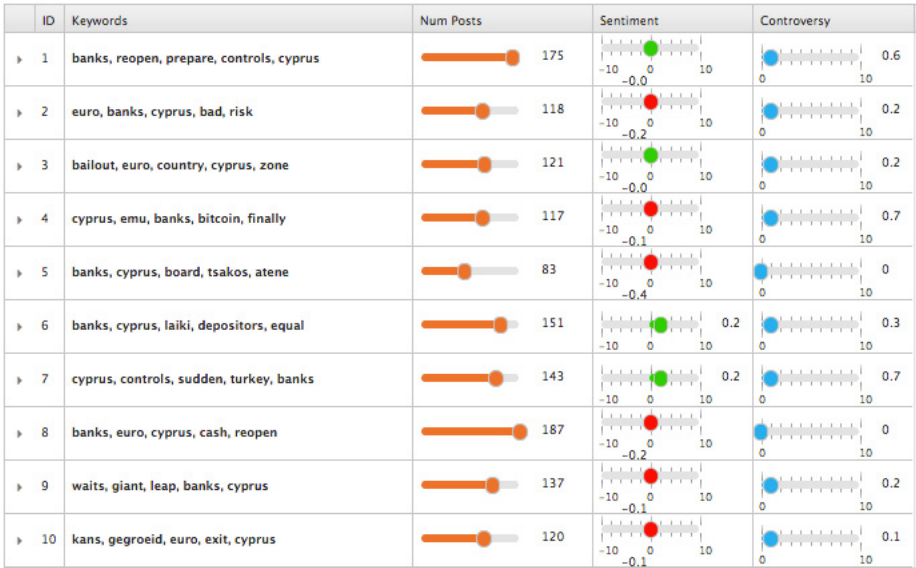 ID Keywords Num Posts Sentiment Controversy
1 banks, reopen, prepare, controls, cyprus 175 -10 0 10 -0.0 0 10 0.6
2 euro, banks, cyprus, bad, risk 118 -10 0 10 -0.2 0 10 0.2
3 bailout, euro, country, cyprus, zone 121 -10 0 10 -0.0 0 10 0.2
4 cyprus, emu, banks, bitcoin, finally 117 -10 0 10 -0.1 0 10 0.7
5 banks, cyprus, board, tsakos, atene 83 -10 0 10 -0.4 0 10 0
6 banks, cyprus, laiki, depositors, equal 151 -10 0 10 0.2 0 10 0.3
7 cyprus, controls, sudden, turkey, banks 143 -10 0 10 0.2 0 10 0.7
8 banks, euro, cyprus, cash, reopen 187 -10 0 10 -0.2 0 10 0
9 waits, giant, leap, banks, cyprus 137 -10 0 10 -0.1 0 10 0.2
10 kans, gegroeid, euro, exit, cyprus 120 -10 0 10 -0.1 0 10 0.1